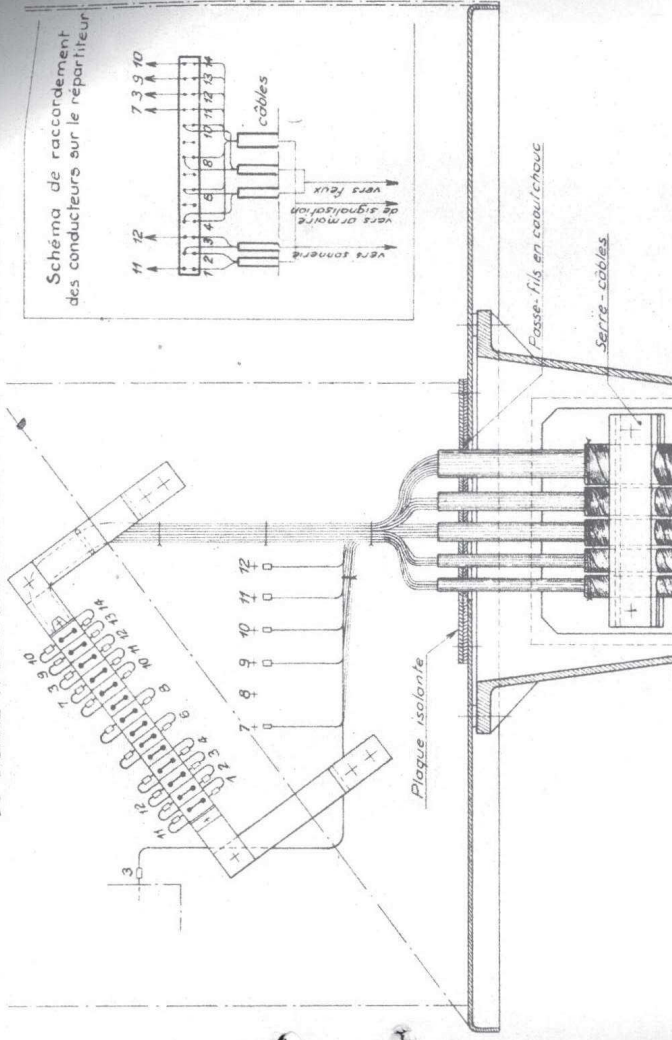 Schéma de raccordement
des conducteurs sur le répartiteur
11 12 7 3 9 10
1 2 3 4 6 8 10 11 12 13 14
câbles
vers sonnerie
vers armoire
de signalisation
vers feux
11 12 1 3 9 10
1 2 3 4 6 8 10 11 12 13 14
3
7 8 9 10 11 12
Plaque isolante
Passe-fils en caoutchouc
Serre-câbles